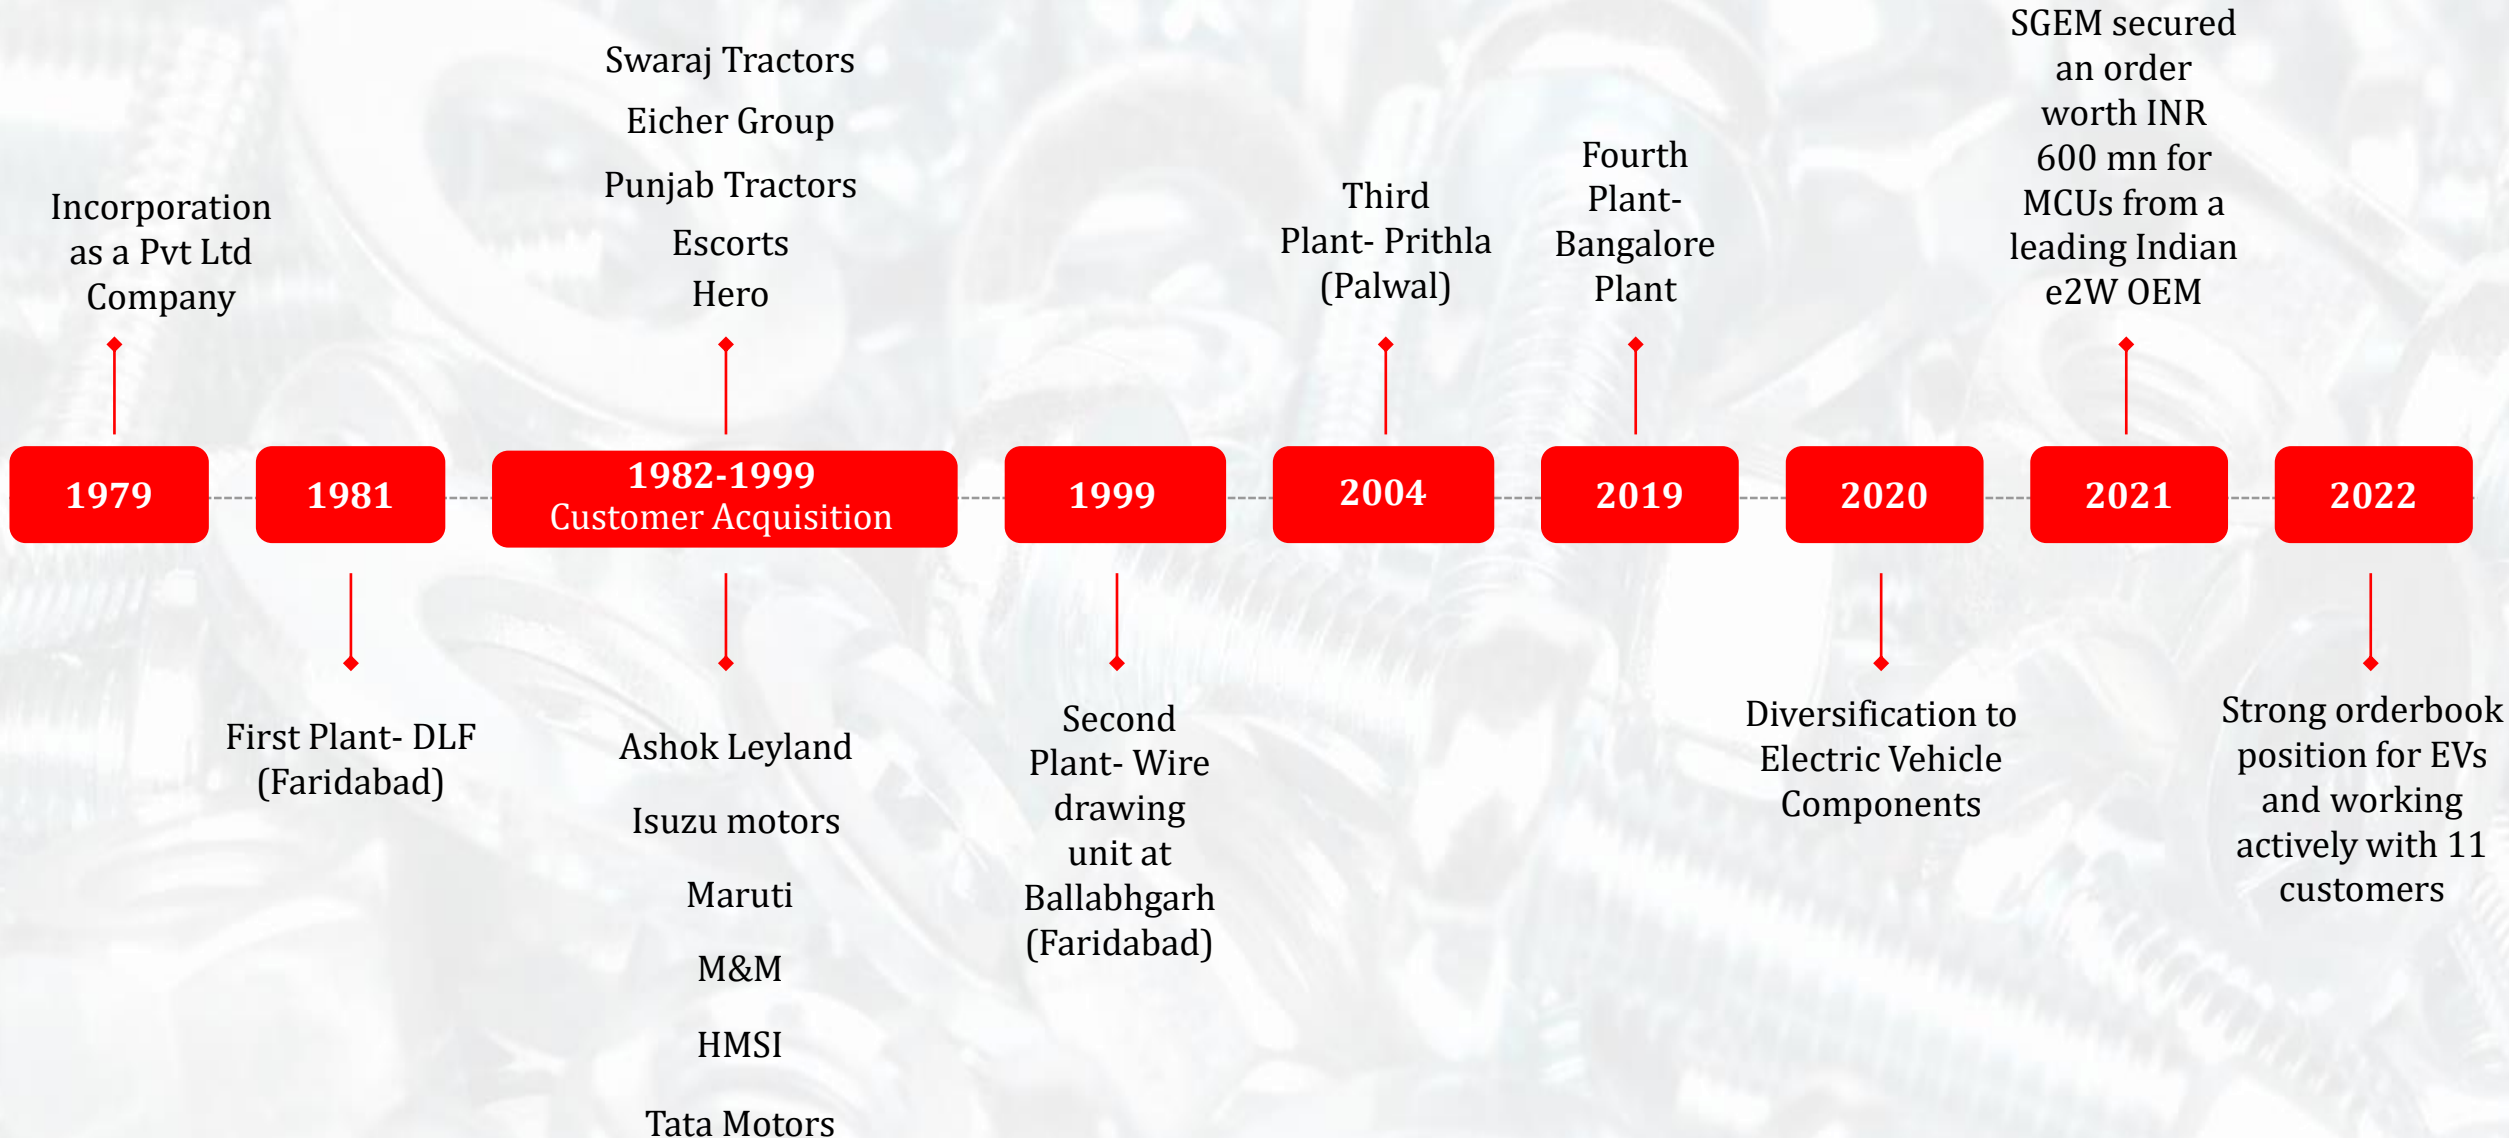 Incorporation
as a Pvt Ltd
Company
1979
1981
First Plant- DLF
(Faridabad)
Swaraj Tractors
Eicher Group
Punjab Tractors
Escorts
Hero
1982-1999
Customer Acquisition
Ashok Leyland
Isuzu motors
Maruti
M&M
HMSI
Tata Motors
1999
Second
Plant- Wire
drawing
unit at
Ballabhgarh
(Faridabad)
Third
Plant- Prithla
(Palwal)
2004
Fourth
Plant-
Bangalore
Plant
2019
2020
Diversification to
Electric Vehicle
Components
SGEM secured
an order
worth INR
600 mn for
MCUs from a
leading Indian
e2W OEM
2021
2022
Strong orderbook
position for EVs
and working
actively with 11
customers